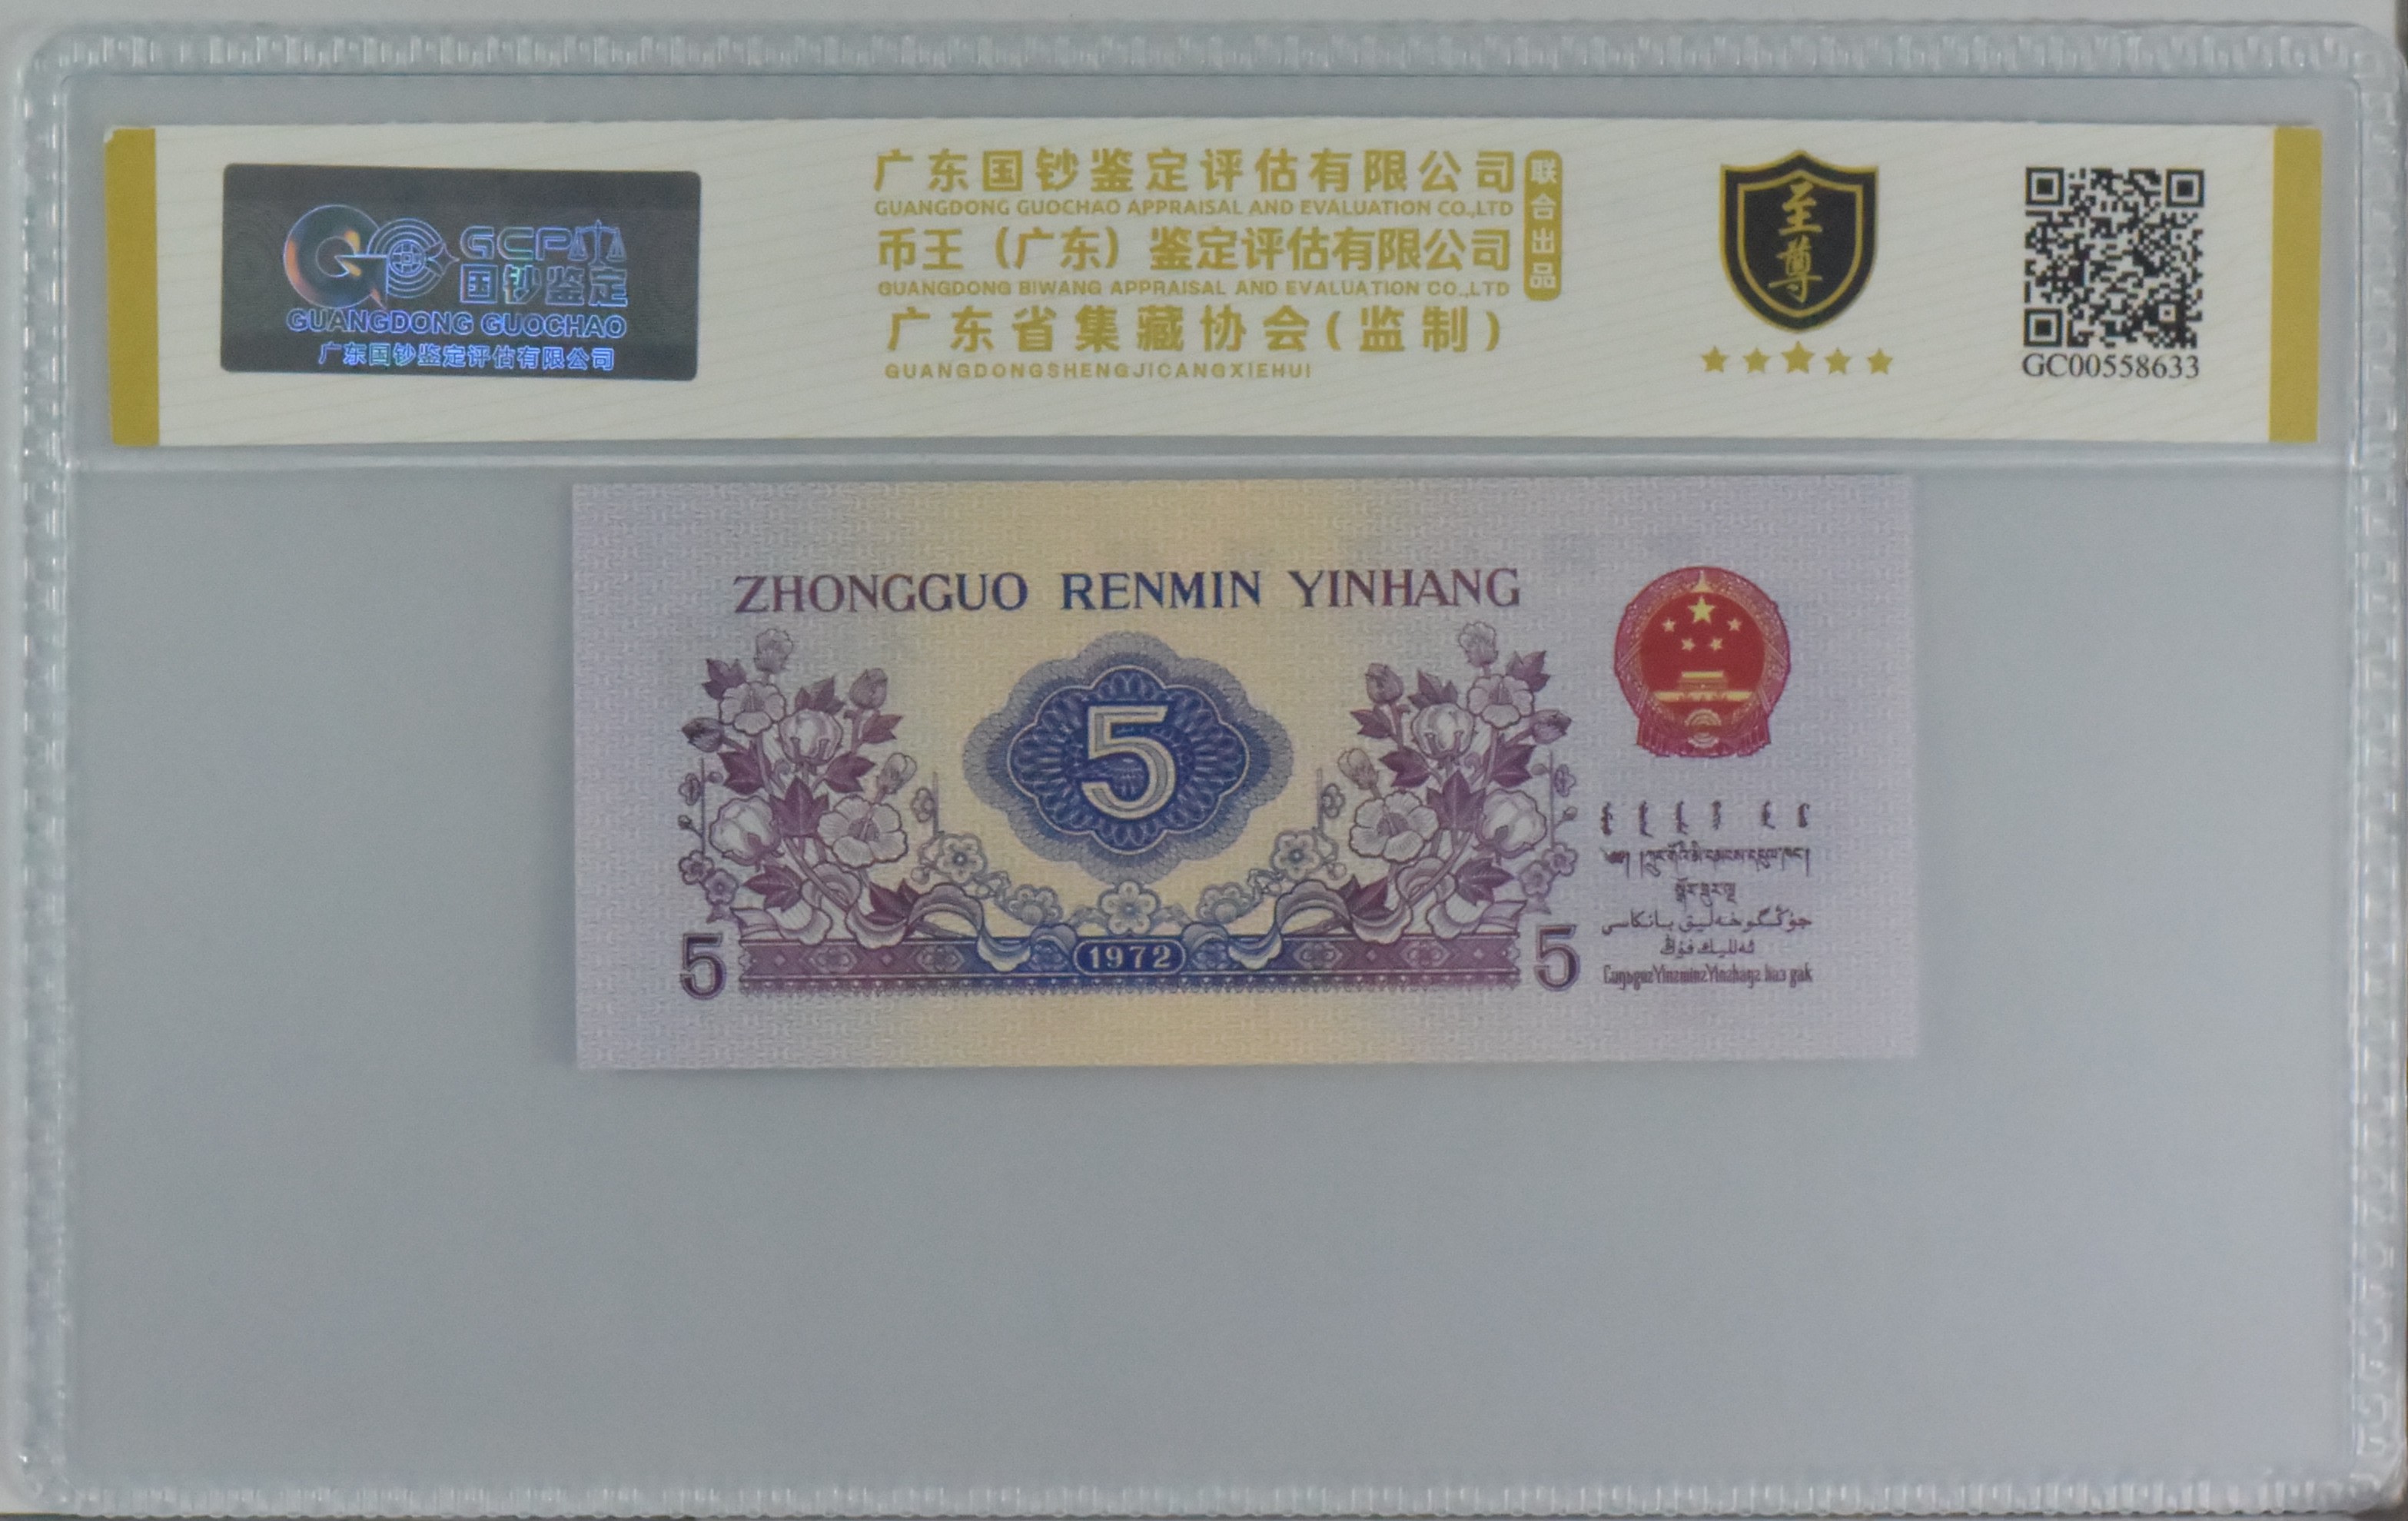 GCP
国钞鉴定
GUANGDONG GUOCHAO
广东国钞鉴定评估有限公司
广东国钞鉴定评估有限公司
GUANGDONG GUOCHAO APPRAISAL AND EVALUATION CO.,LTD
币王（广东）鉴定评估有限公司
GUANGDONG BIWANG APPRAISAL AND EVALUATION CO.,LTD
广东省集藏协会(监制)
GUANGDONGSHENGJICANGXIEHUI
联合出品
至尊
GC00558633
ZHONGGUO RENMIN YINHANG
5
1972
5
5
جۇڭگو خەلىق بانكاسى